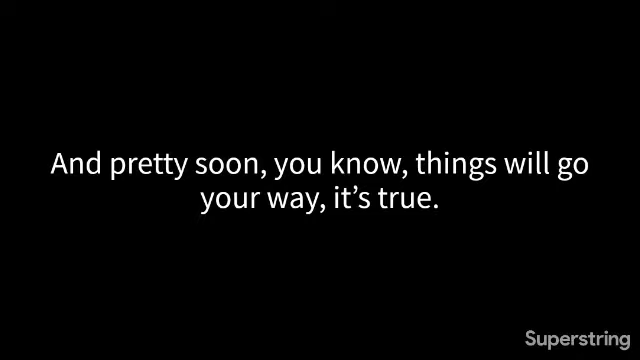 And pretty soon, you know, things will go
your way, it’s true.
Superstring